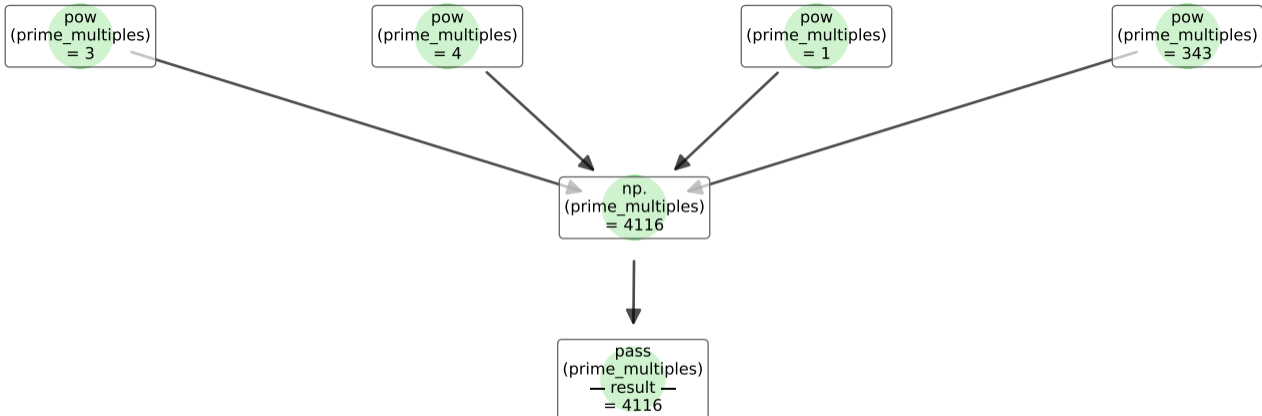 pow
(prime_multiples)
= 3
pow
(prime_multiples)
= 4
pow
(prime_multiples)
= 1
pow
(prime_multiples)
= 343
np.
(prime_multiples)
= 4116
pass
(prime_multiples)
— result —
= 4116